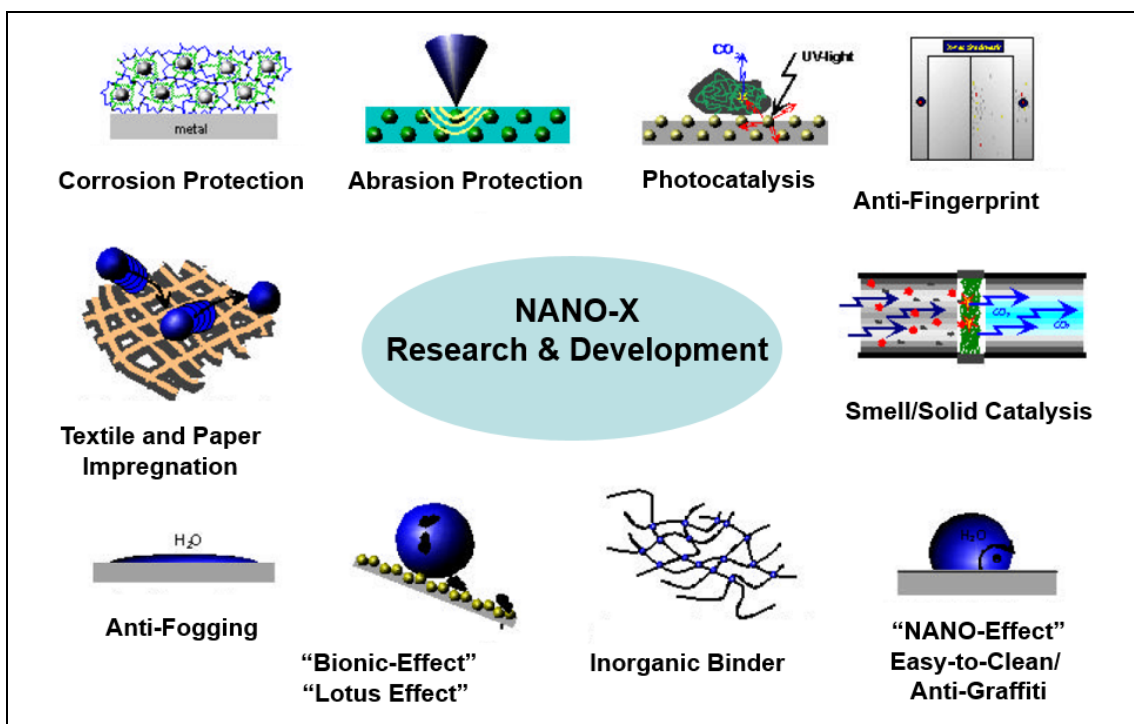 CO
UV-light
metal
Corrosion Protection
Abrasion Protection
Photocatalysis
Anti-Fingerprint
NANO-X
Research & Development
Textile and Paper
Impregnation
Smell/Solid Catalysis
H₂O
Anti-Fogging
“Bionic-Effect”
“Lotus Effect”
Inorganic Binder
H₂O
“NANO-Effect”
Easy-to-Clean/
Anti-Graffiti